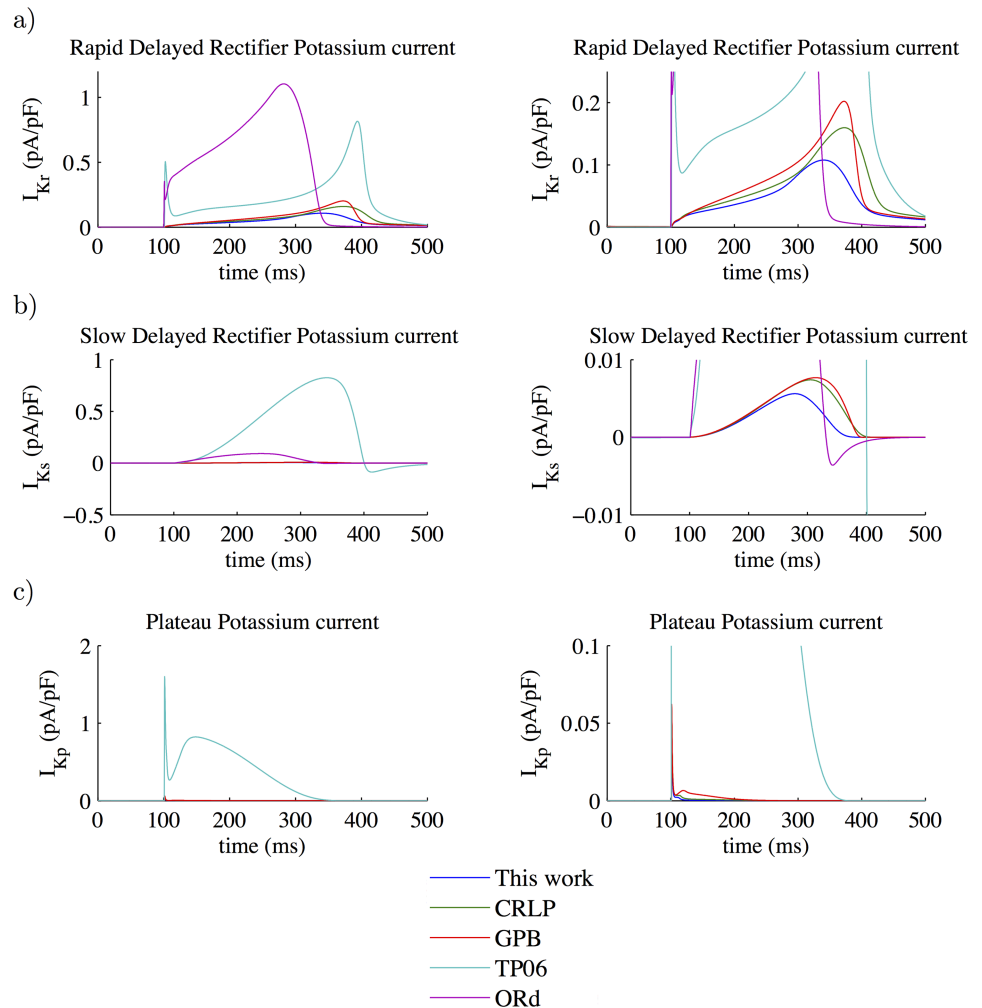 a)
Rapid Delayed Rectifier Potassium current
I_Kr (pA/pF)
1
0.5
0
0 100 200 300 400 500
time (ms)
Rapid Delayed Rectifier Potassium current
I_Kr (pA/pF)
0.2
0.1
0
0 100 200 300 400 500
time (ms)
b)
Slow Delayed Rectifier Potassium current
I_Ks (pA/pF)
1
0.5
0
−0.5
0 100 200 300 400 500
time (ms)
Slow Delayed Rectifier Potassium current
I_Ks (pA/pF)
0.01
0
−0.01
0 100 200 300 400 500
time (ms)
c)
Plateau Potassium current
I_Kp (pA/pF)
2
1
0
0 100 200 300 400 500
time (ms)
Plateau Potassium current
I_Kp (pA/pF)
0.1
0.05
0
0 100 200 300 400 500
time (ms)
This work
CRLP
GPB
TP06
ORd